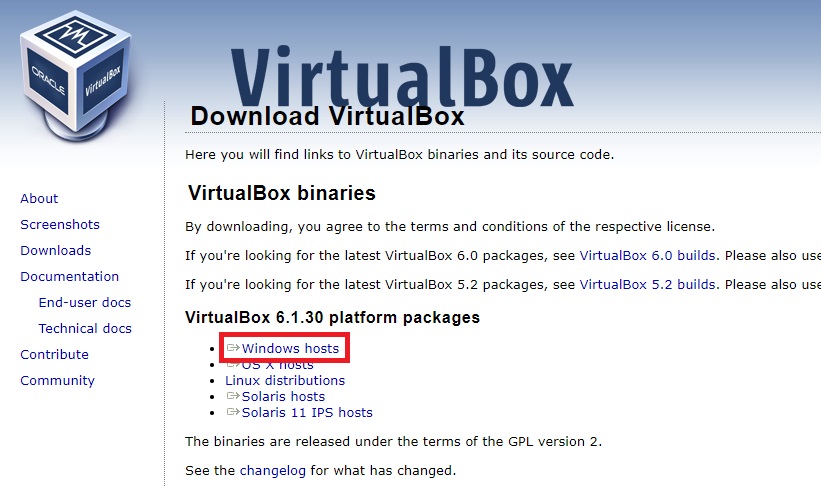 ORACLE
VirtualBox
VirtualBox
Download VirtualBox
Here you will find links to VirtualBox binaries and its source code.
About
Screenshots
Downloads
Documentation
End-user docs
Technical docs
Contribute
Community
VirtualBox binaries
By downloading, you agree to the terms and conditions of the respective license.
If you're looking for the latest VirtualBox 6.0 packages, see VirtualBox 6.0 builds. Please also use
If you're looking for the latest VirtualBox 5.2 packages, see VirtualBox 5.2 builds. Please also use
VirtualBox 6.1.30 platform packages
Windows hosts
OS X hosts
Linux distributions
Solaris hosts
Solaris 11 IPS hosts
The binaries are released under the terms of the GPL version 2.
See the changelog for what has changed.